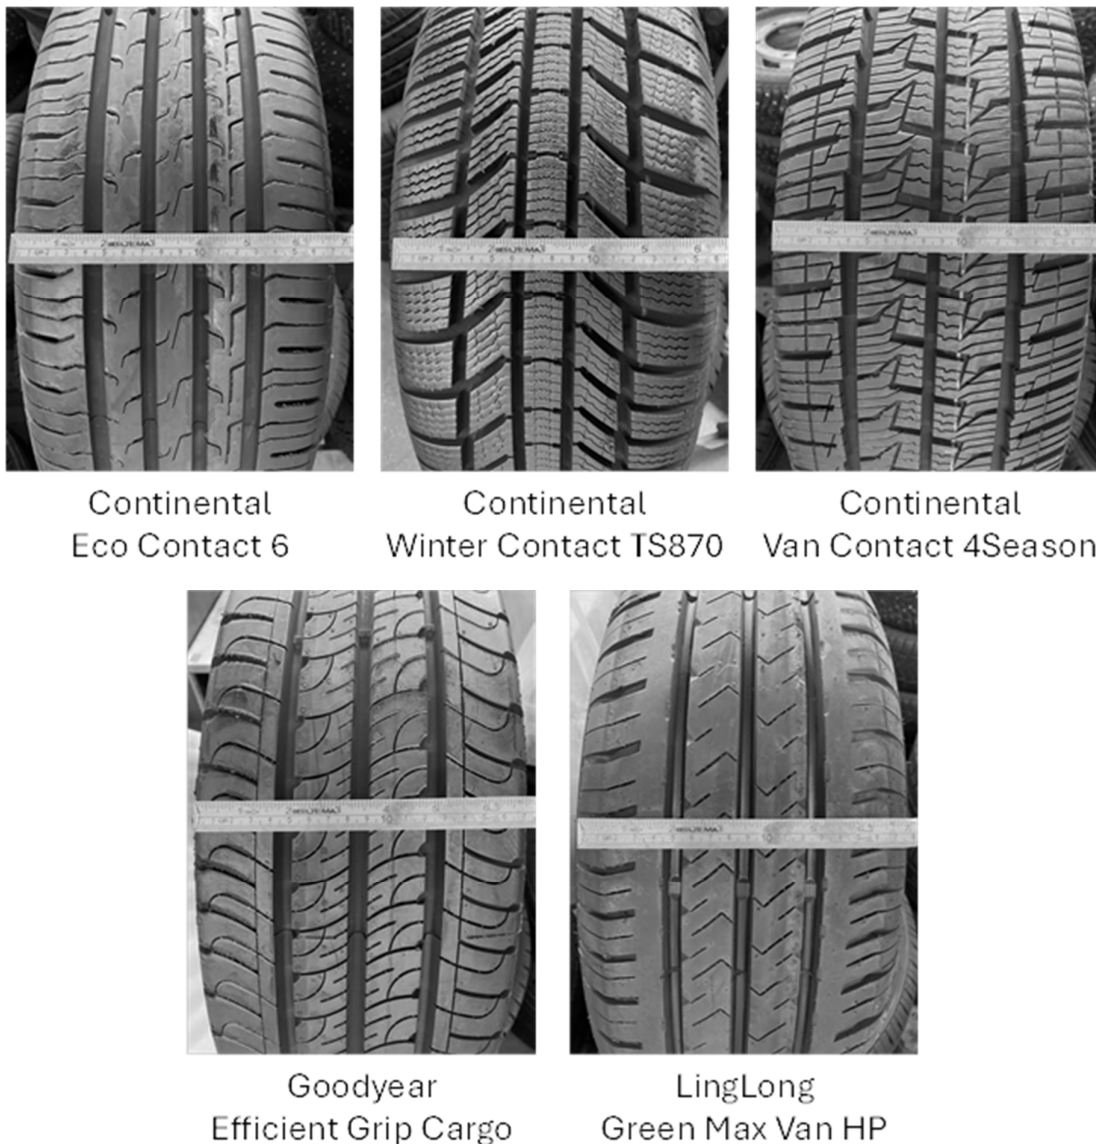 Continental
Eco Contact 6
Continental
Winter Contact TS870
Continental
Van Contact 4Season
Goodyear
Efficient Grip Cargo
LingLong
Green Max Van HP